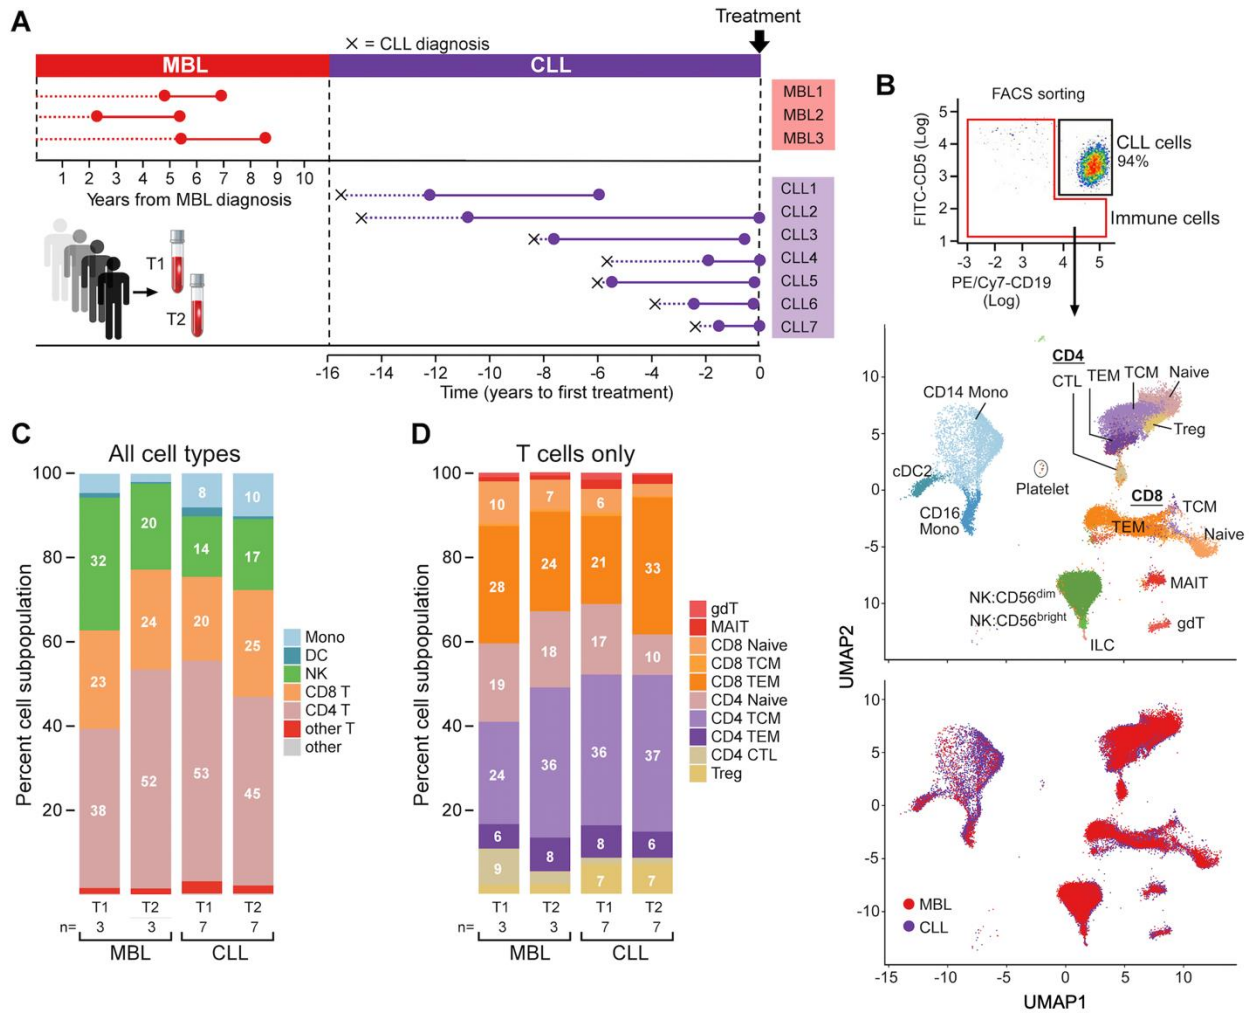 A
Treatment
× = CLL diagnosis
MBL
CLL
MBL1
MBL2
MBL3
1 2 3 4 5 6 7 8 9 10
Years from MBL diagnosis
T1
T2
CLL1
CLL2
CLL3
CLL4
CLL5
CLL6
CLL7
-16 -14 -12 -10 -8 -6 -4 -2 0
Time (years to first treatment)
B
FACS sorting
FITC-CD5 (Log)
5
4
3
2
1
CLL cells
94%
Immune cells
-3 -2 3 4 5
PE/Cy7-CD19
(Log)
CD4
CTL TEM TCM Naive
Treg
CD14 Mono
cDC2
CD16
Mono
Platelet
CD8
TCM
TEM
Naive
MAIT
NK:CD56dim
NK:CD56bright
gdT
ILC
10
5
0
-5
10
UMAP2
10
5
0
-5
-10
MBL
CLL
-15 -10 -5 0 5 10
UMAP1
C
All cell types
Percent cell subpopulation
100
80
60
40
20
32
23
38
20
24
52
8
14
20
53
10
17
25
45
Mono
DC
NK
CD8 T
CD4 T
other T
other
T1 T2 T1 T2
n= 3 3 7 7
MBL CLL
D
T cells only
Percent cell subpopulation
100
80
60
40
20
10
28
19
24
6
9
7
24
18
36
8
6
21
17
36
8
7
33
10
37
6
7
gdT
MAIT
CD8 Naive
CD8 TCM
CD8 TEM
CD4 Naive
CD4 TCM
CD4 TEM
CD4 CTL
Treg
T1 T2 T1 T2
n= 3 3 7 7
MBL CLL